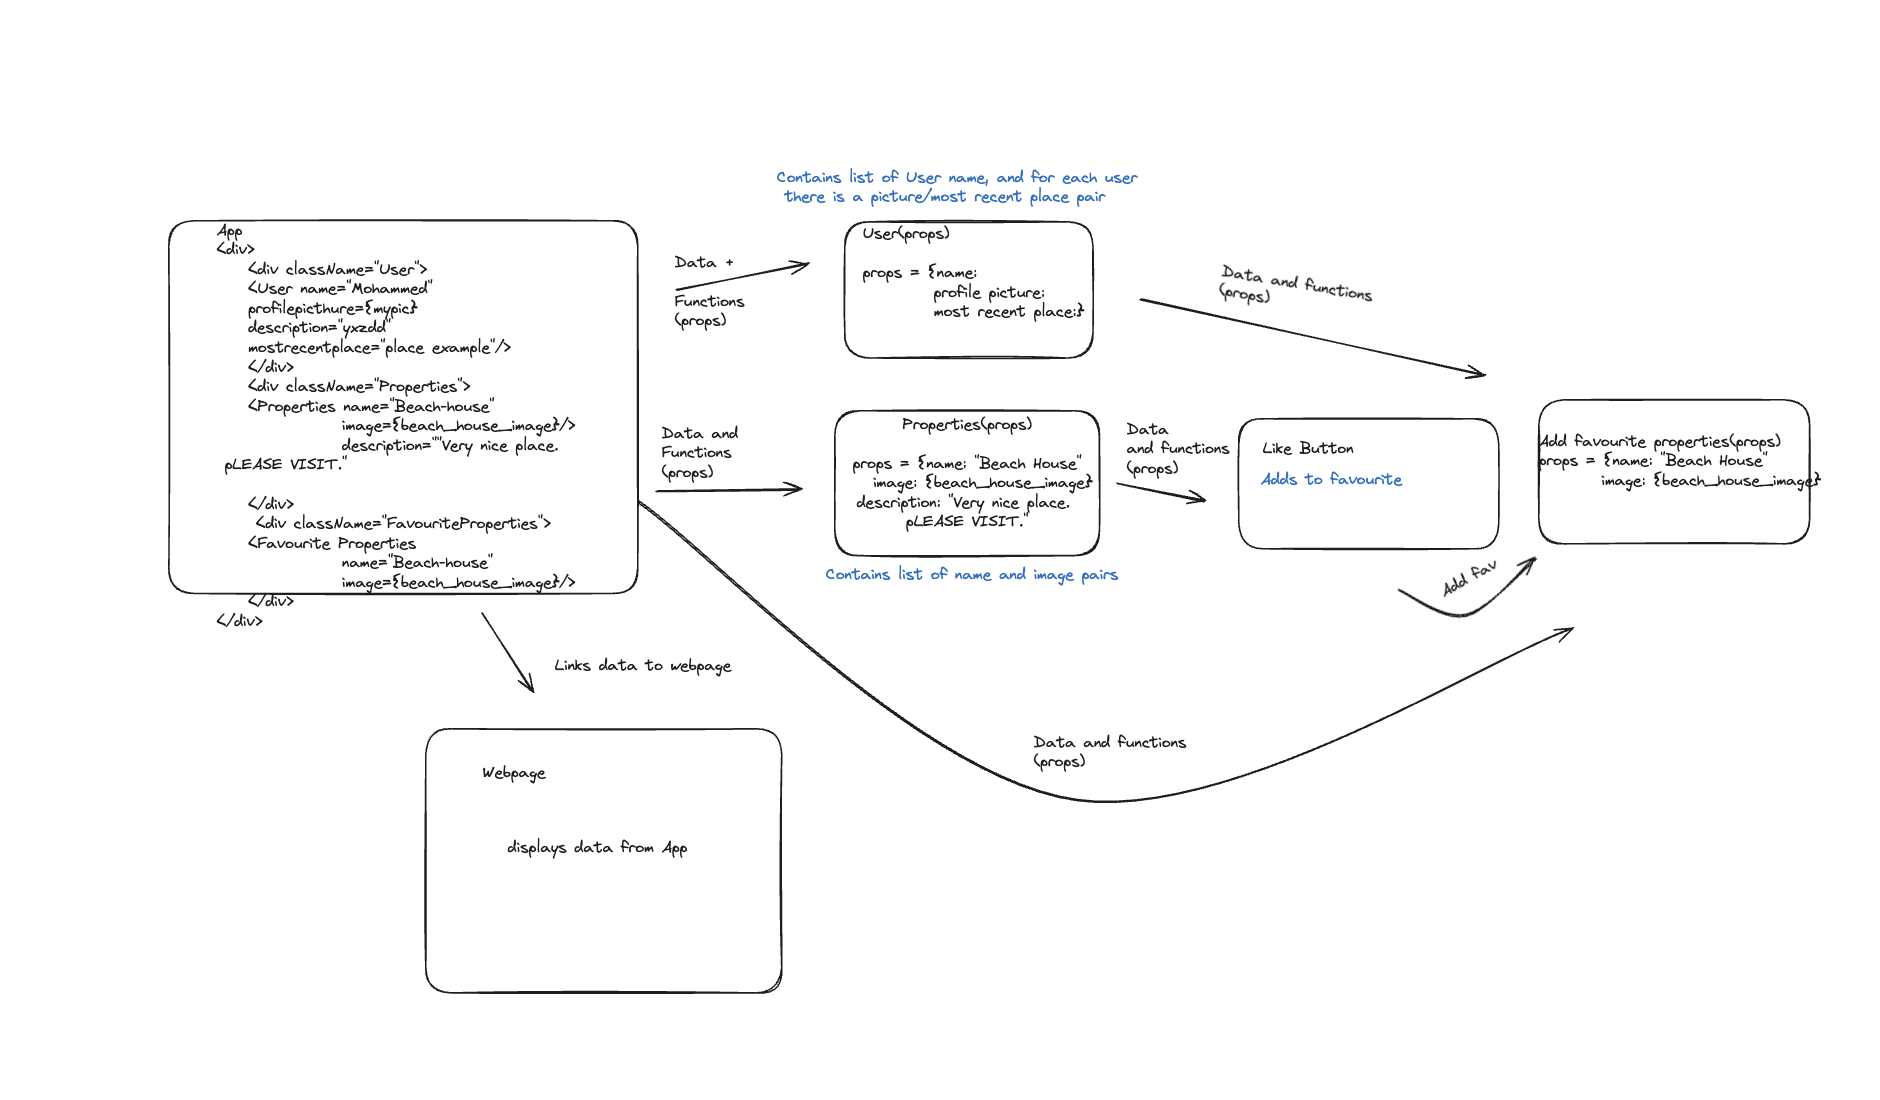 Contains list of User name, and for each user
there is a picture/most recent place pair
App
<div>
<div className="User">
<User name="Mohammed"
profilepicthure={mypic}
description="yxzdd"
mostrecentplace="place example"/>
</div>
<div className="Properties">
<Properties name="Beach-house"
image={beach_house_image}/>
description=""Very nice place.
pLEASE VISIT."
</div>
<div className="FavouriteProperties">
<Favourite Properties
name="Beach-house"
image={beach_house_image}/>
</div>
</div>
Data +
Functions
(props)
User(props)
props = {name:
profile picture:
most recent place:}
Data and functions
(props)
Data and
Functions
(props)
Properties(props)
props = {name: "Beach House"
image: {beach_house_image}
description: "Very nice place.
pLEASE VISIT."
Contains list of name and image pairs
Data
and functions
(props)
Like Button
Adds to favourite
Add favourite properties(props)
props = {name: "Beach House"
image: {beach_house_image}
Add fav
Links data to webpage
Data and functions
(props)
Webpage
displays data from App